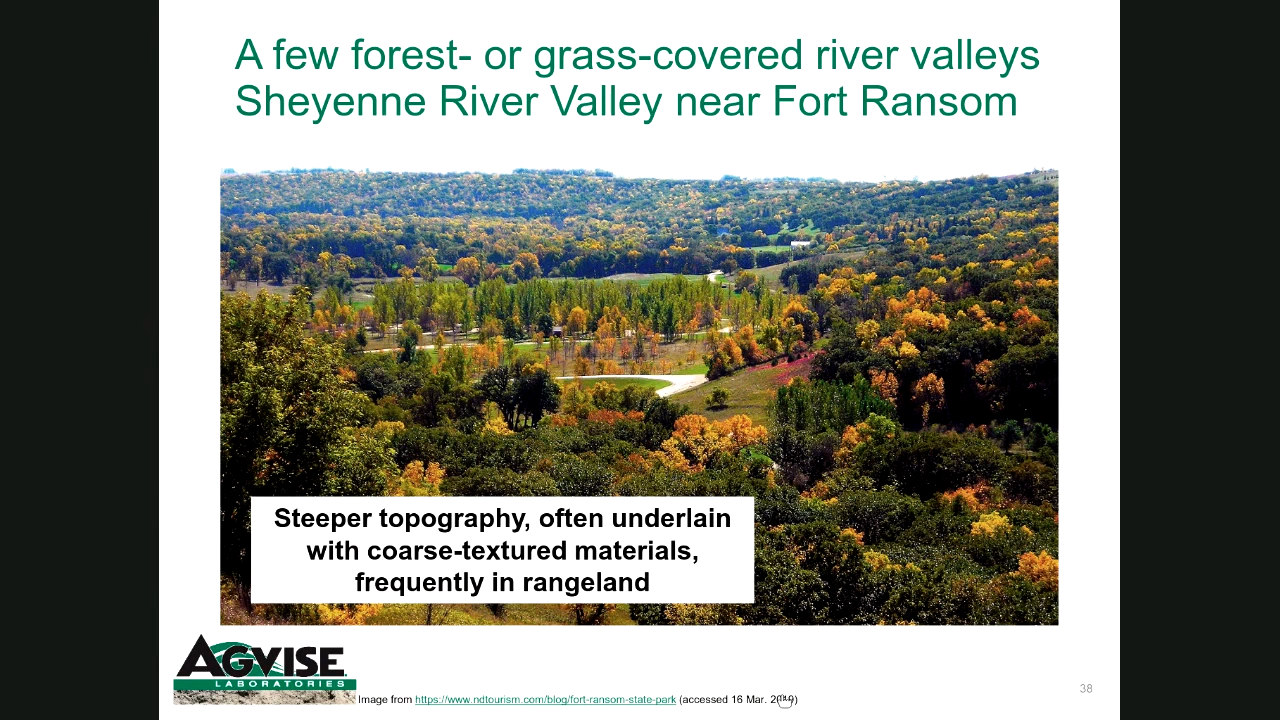 A few forest- or grass-covered river valleys
Sheyenne River Valley near Fort Ransom
Steeper topography, often underlain
with coarse-textured materials,
frequently in rangeland
AGVISE
LABORATORIES
Image from https://www.ndtourism.com/blog/fort-ransom-state-park (accessed 16 Mar.
38